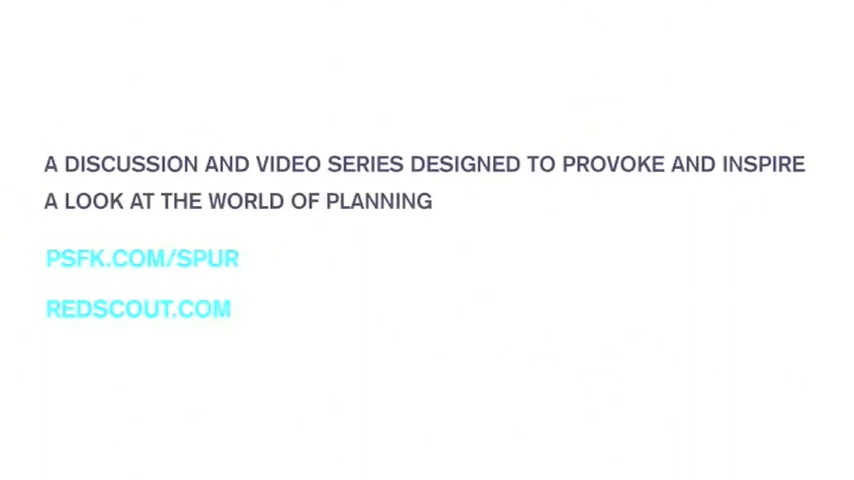 A DISCUSSION AND VIDEO SERIES DESIGNED TO PROVOKE AND INSPIRE
A LOOK AT THE WORLD OF PLANNING
PSFK.COM/SPUR
REDSCOUT.COM